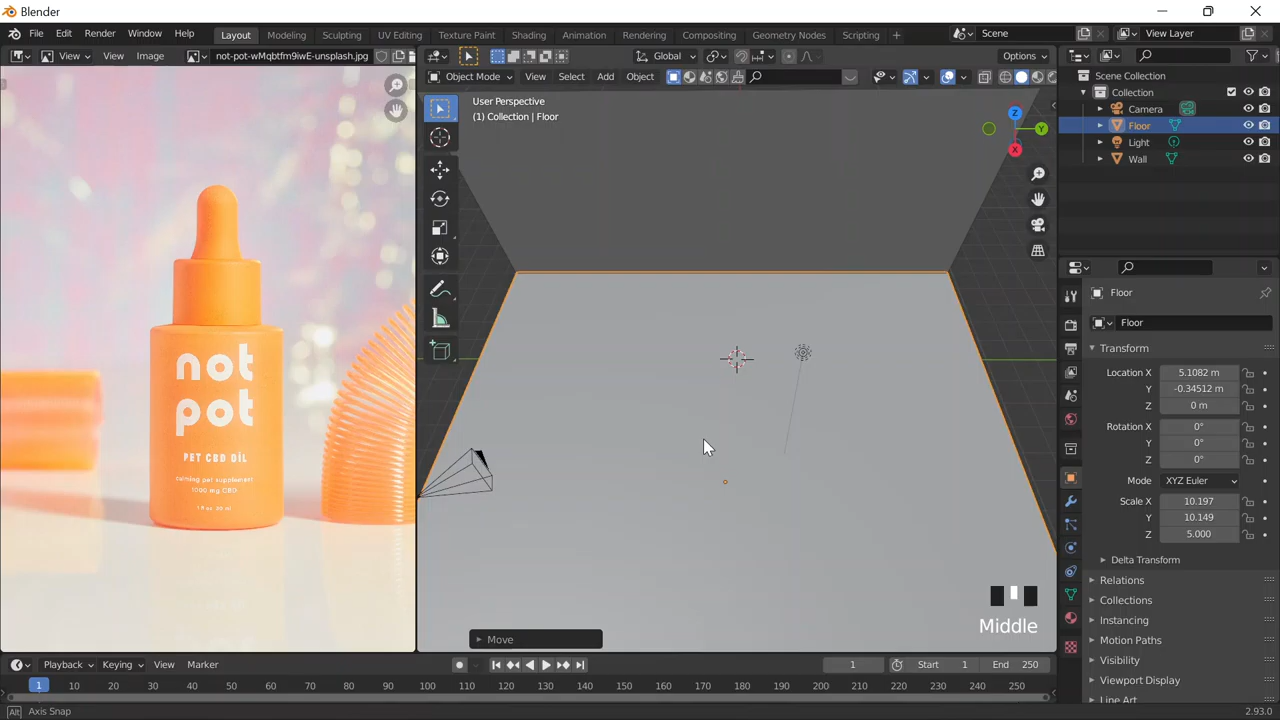 Blender
File Edit Render Window Help
Layout Modeling Sculpting UV Editing Texture Paint Shading Animation Rendering Compositing Geometry Nodes Scripting +
Scene
View Layer
View View Image not-pot-wMqbtfm9iwE-unsplash.jpg
Global
Options
Object Mode View Select Add Object
User Perspective
(1) Collection | Floor
Z
Y
X
Scene Collection
Collection
Camera
Floor
Light
Wall
Floor
Floor
Transform
Location X 5.1082 m
Y -0.34512 m
Z 0 m
Rotation X 0°
Y 0°
Z 0°
Mode XYZ Euler
Scale X 10.197
Y 10.149
Z 5.000
Delta Transform
Relations
Collections
Instancing
Motion Paths
Visibility
Viewport Display
Line Art
not
pot
PET CBD OIL
calming pet supplement
1000 mg CBD
1 fl oz 30 ml
Middle
Move
Playback Keying View Marker
1 Start 1 End 250
1 10 20 30 40 50 60 70 80 90 100 110 120 130 140 150 160 170 180 190 200 210 220 230 240 250
Alt Axis Snap
2.93.0